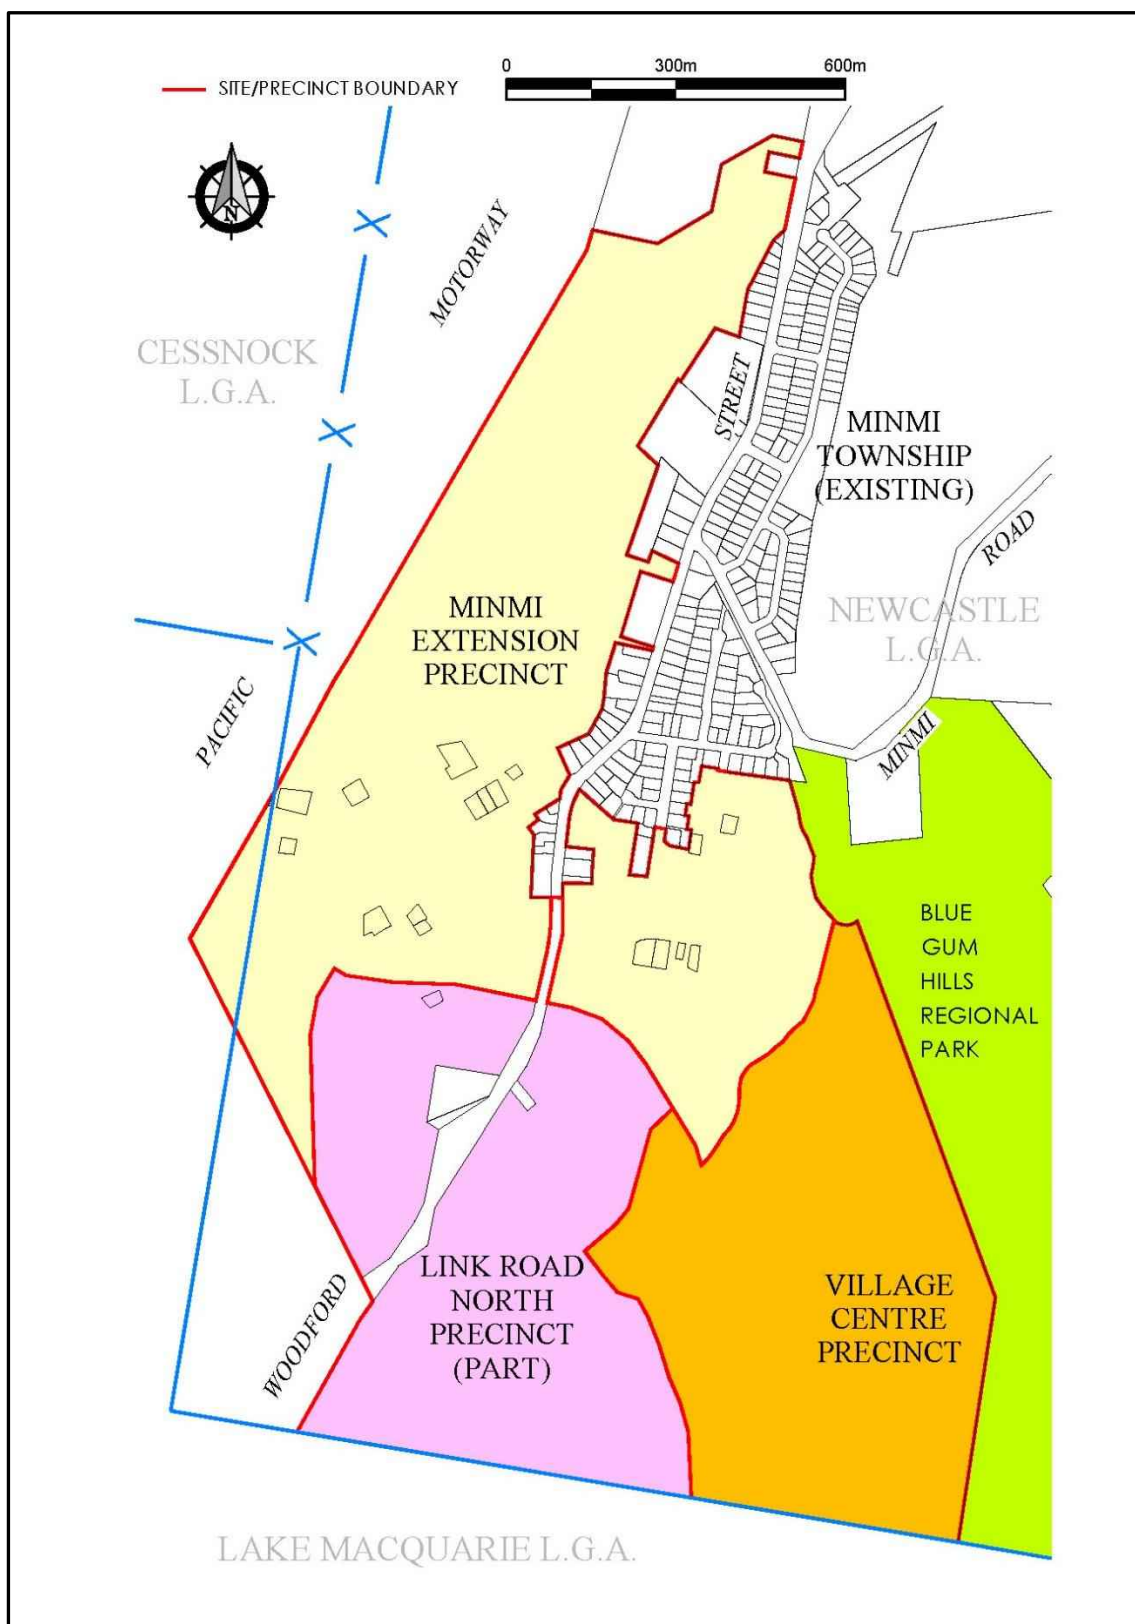 0 300m 600m
SITE/PRECINCT BOUNDARY
N
MOTORWAY
CESSNOCK
L.G.A.
STREET
MINMI
TOWNSHIP
(EXISTING)
ROAD
NEWCASTLE
L.G.A.
MINMI
EXTENSION
PRECINCT
PACIFIC
MINMI
BLUE
GUM
HILLS
REGIONAL
PARK
LINK ROAD
NORTH
PRECINCT
(PART)
VILLAGE
CENTRE
PRECINCT
WOODFORD
LAKE MACQUARIE L.G.A.